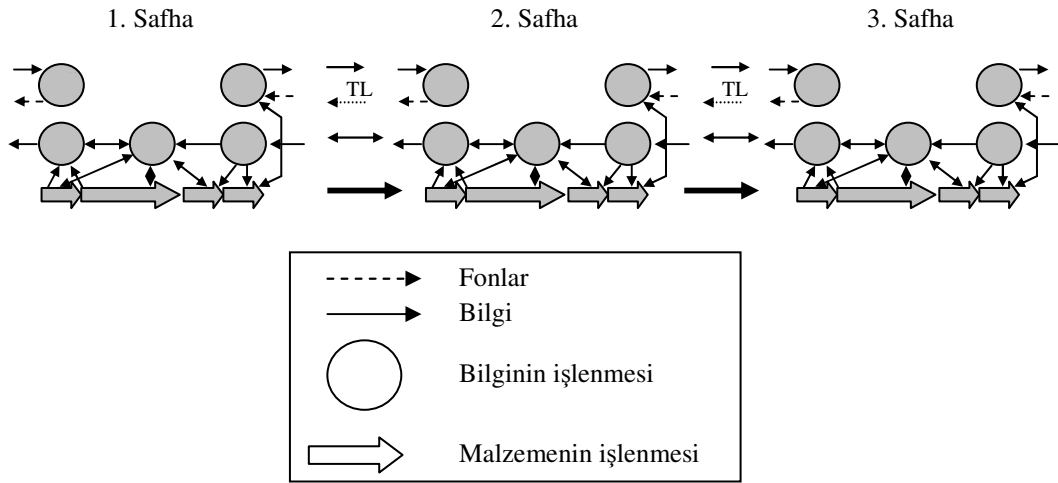 1. Safha
2. Safha
3. Safha
TL
TL
Fonlar
Bilgi
Bilginin işlenmesi
Malzemenin işlenmesi